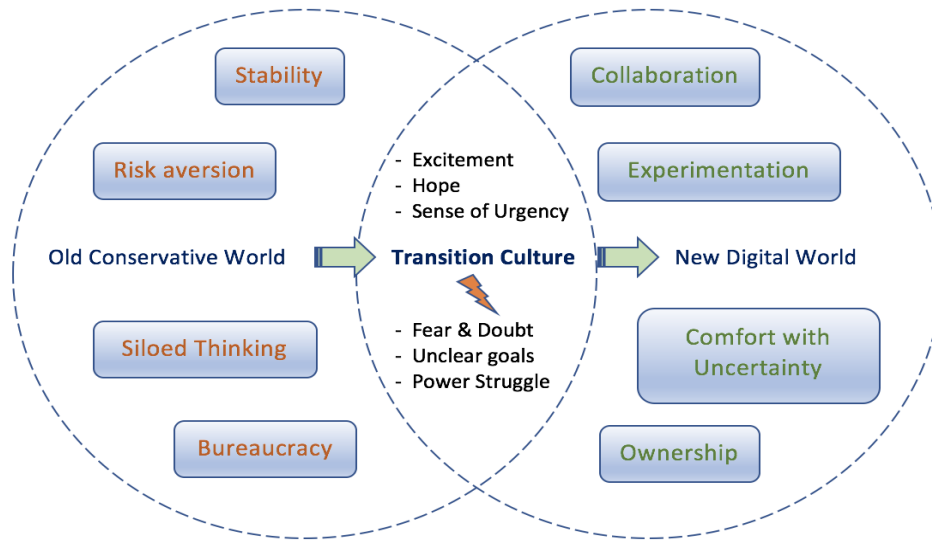 Stability
Risk aversion
Old Conservative World
Siloed Thinking
Bureaucracy
- Excitement
- Hope
- Sense of Urgency
Transition Culture
- Fear & Doubt
- Unclear goals
- Power Struggle
Collaboration
Experimentation
New Digital World
Comfort with
Uncertainty
Ownership